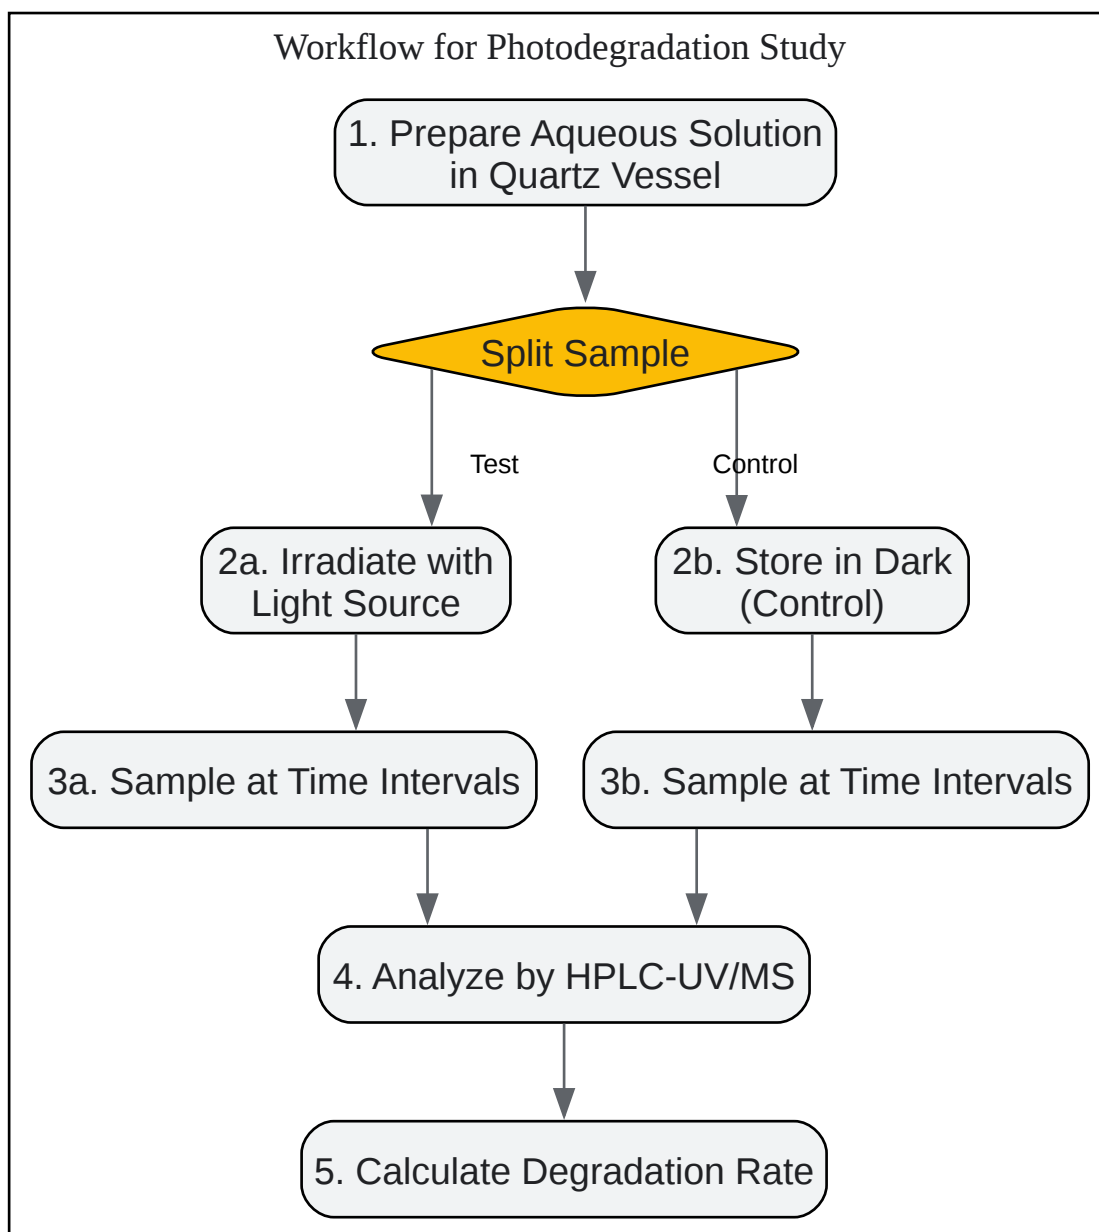 Workflow for Photodegradation Study
1. Prepare Aqueous Solution
in Quartz Vessel
Split Sample
Test
Control
2a. Irradiate with
Light Source
2b. Store in Dark
(Control)
3a. Sample at Time Intervals
3b. Sample at Time Intervals
4. Analyze by HPLC-UV/MS
5. Calculate Degradation Rate